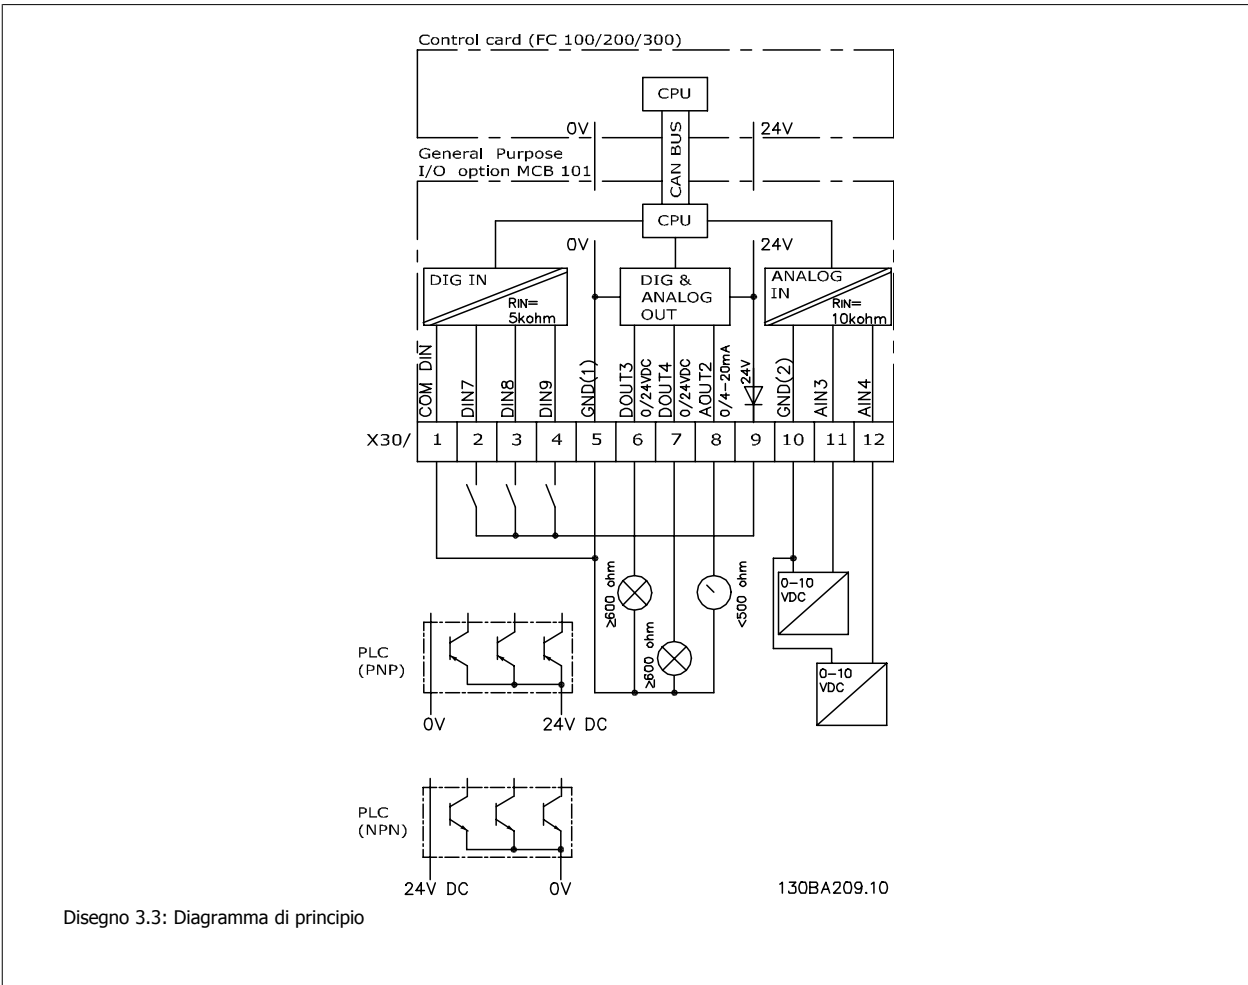 Control card (FC 100/200/300)
CPU
0V
24V
CAN BUS
General Purpose
I/O option MCB 101
CPU
0V
24V
DIG IN
RIN=
5kohm
DIG &
ANALOG
OUT
ANALOG
IN
RIN=
10kohm
COM DIN
DIN7
DIN8
DIN9
GND(1)
DOUT3
0/24VDC
DOUT4
0/24VDC
AOUT2
0/4-20mA
24V
GND(2)
AIN3
AIN4
X30/
1
2
3
4
5
6
7
8
9
10
11
12
≥600 ohm
≥600 ohm
<500 ohm
0-10
VDC
0-10
VDC
PLC
(PNP)
0V
24V DC
PLC
(NPN)
24V DC
0V
130BA209.10
Disegno 3.3: Diagramma di principio